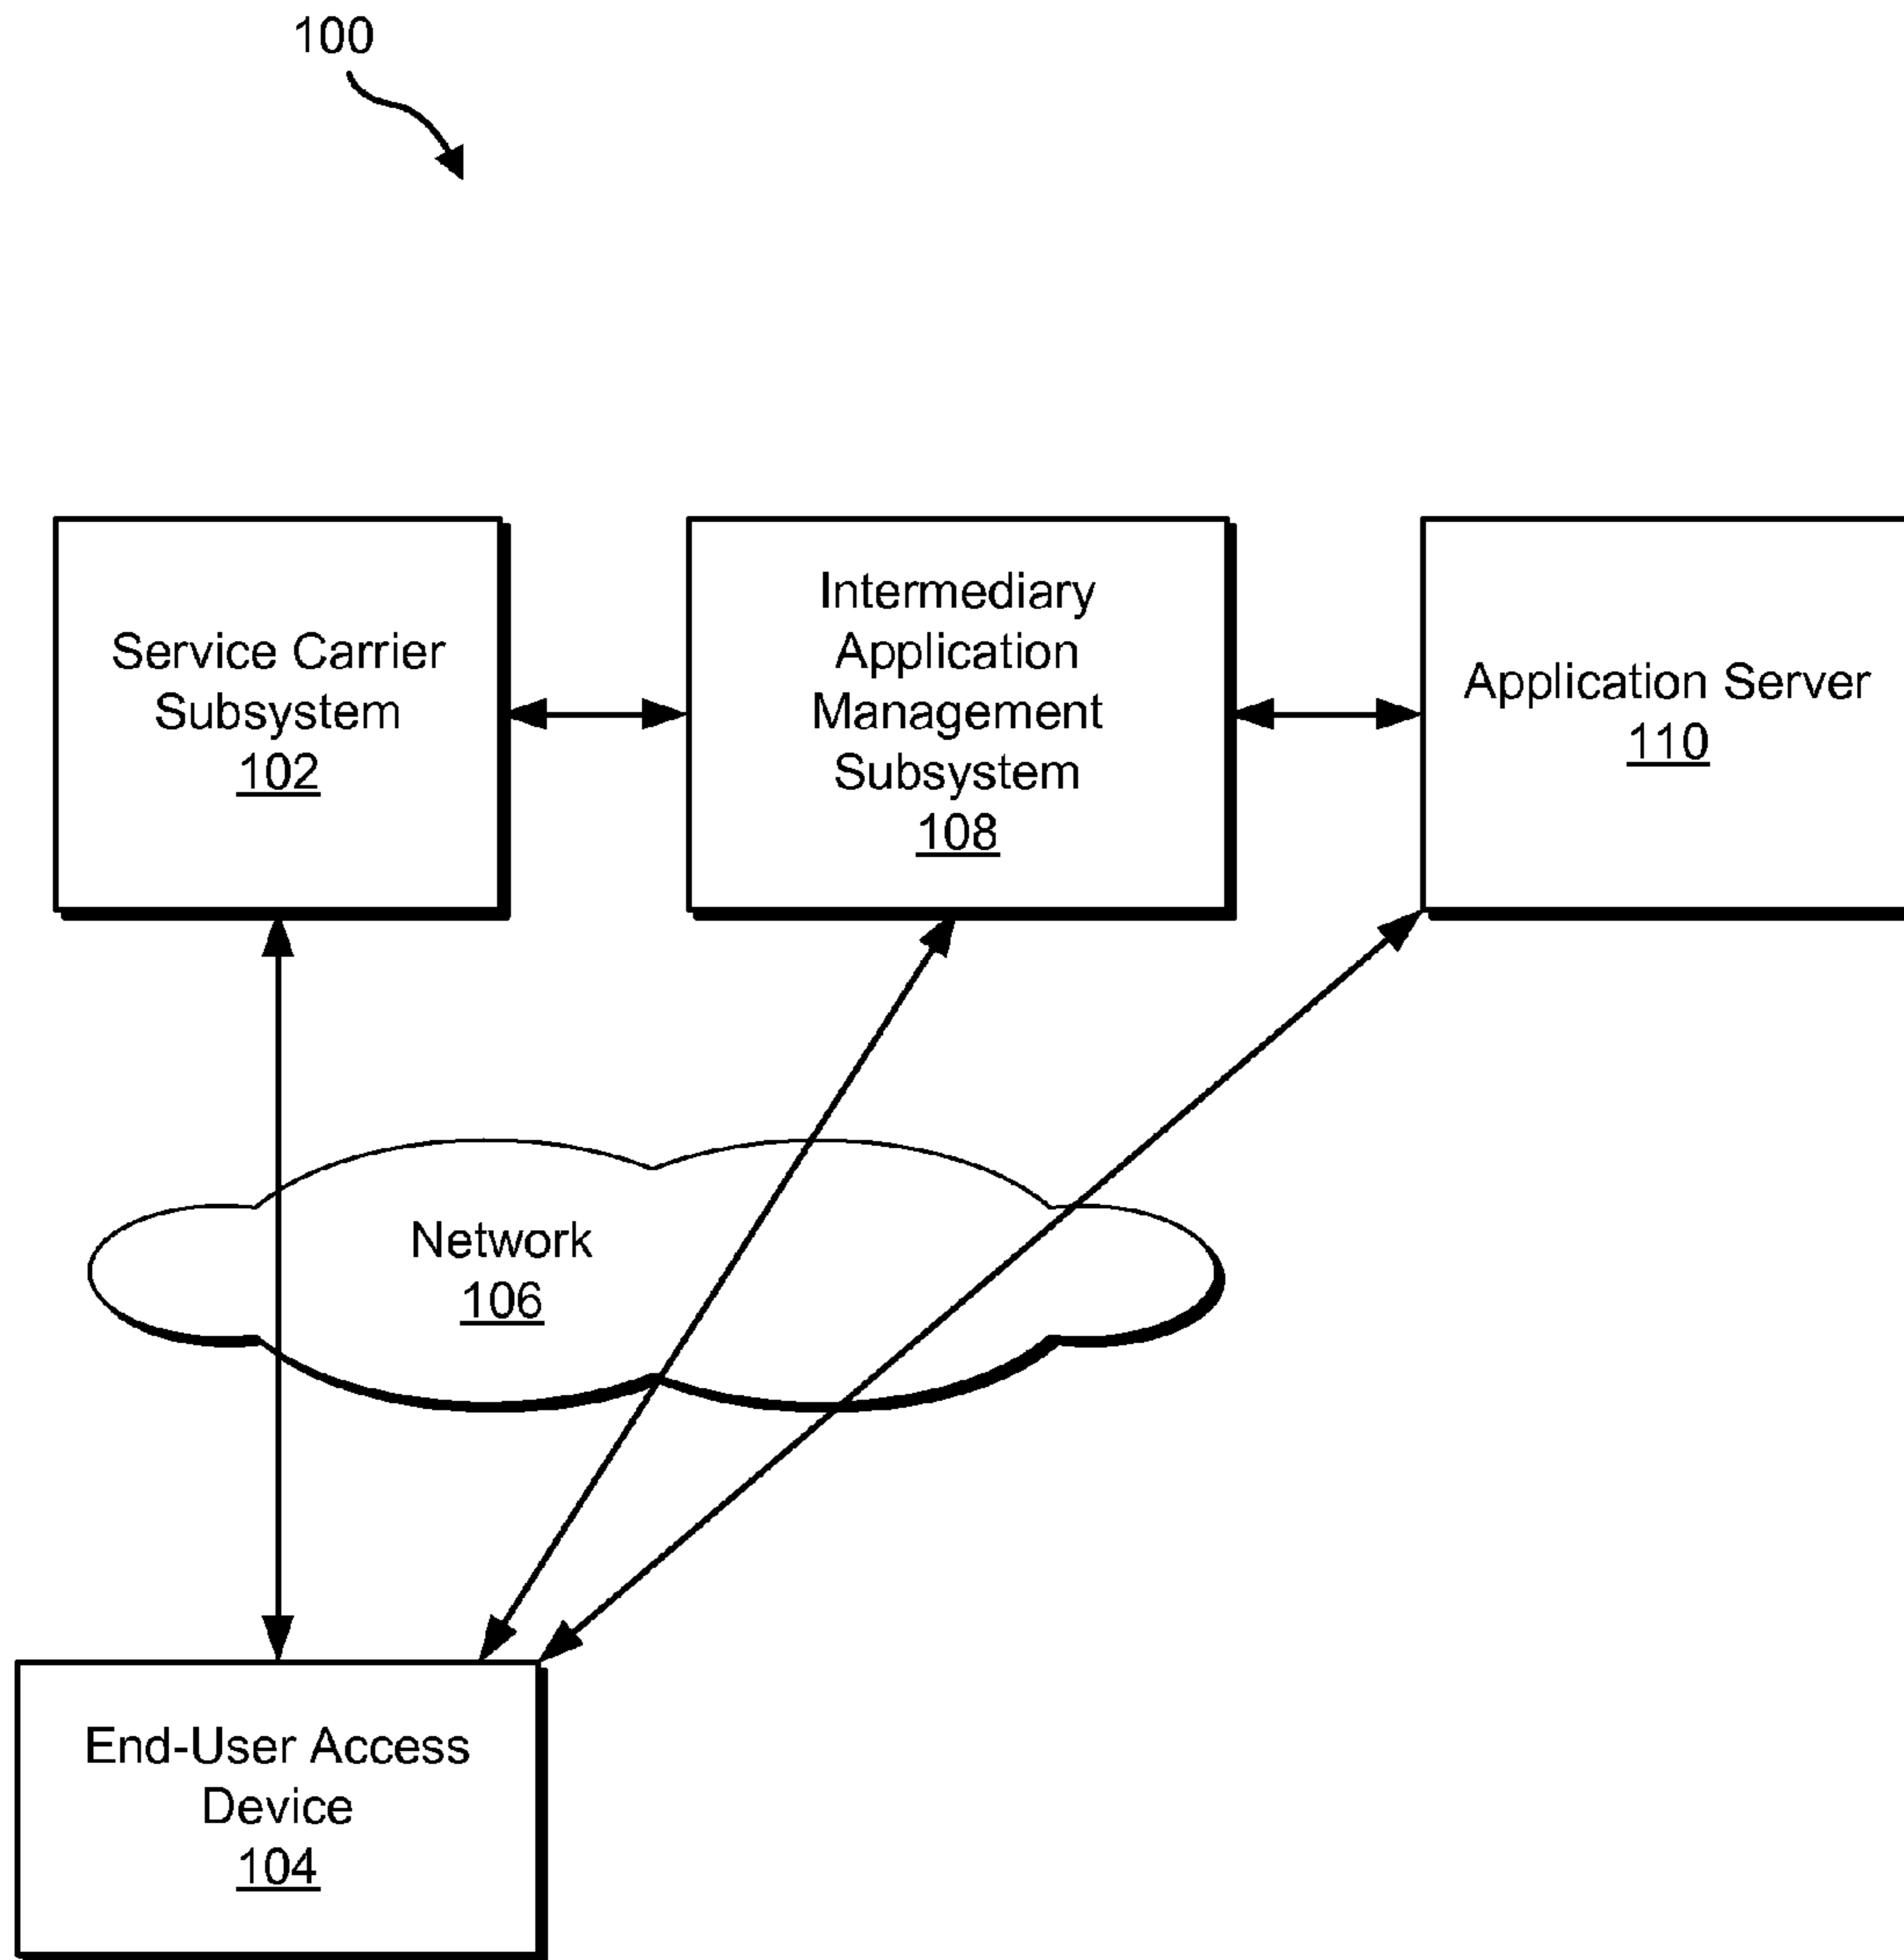 100
Service Carrier
Subsystem
102
Intermediary
Application
Management
Subsystem
108
Application Server
110
Network
106
End-User Access
Device
104